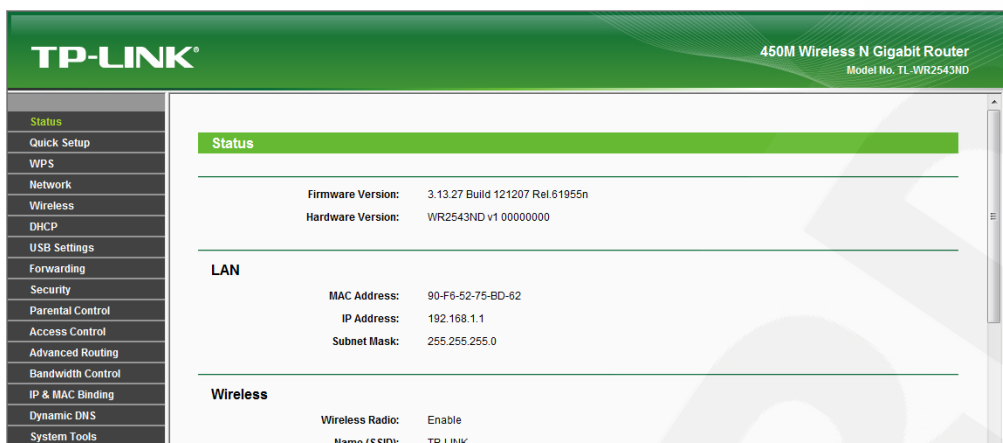 TP-LINK®
450M Wireless N Gigabit Router
Model No. TL-WR2543ND
Status
Quick Setup
WPS
Network
Wireless
DHCP
USB Settings
Forwarding
Security
Parental Control
Access Control
Advanced Routing
Bandwidth Control
IP & MAC Binding
Dynamic DNS
System Tools
Status
Firmware Version: 3.13.27 Build 121207 Rel.61955n
Hardware Version: WR2543ND v1 00000000
LAN
MAC Address: 90-F6-52-75-BD-62
IP Address: 192.168.1.1
Subnet Mask: 255.255.255.0
Wireless
Wireless Radio: Enable
Name (SSID): TP-LINK